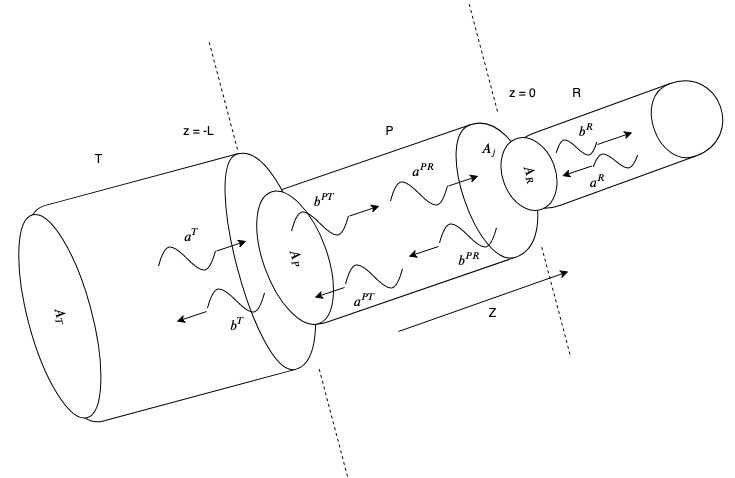 z = 0
R
z = -L
P
T
b^R
a^R
A_j
A_R
a^PR
b^PT
a^T
b^PR
A_P
a^PT
b^T
A_T
Z